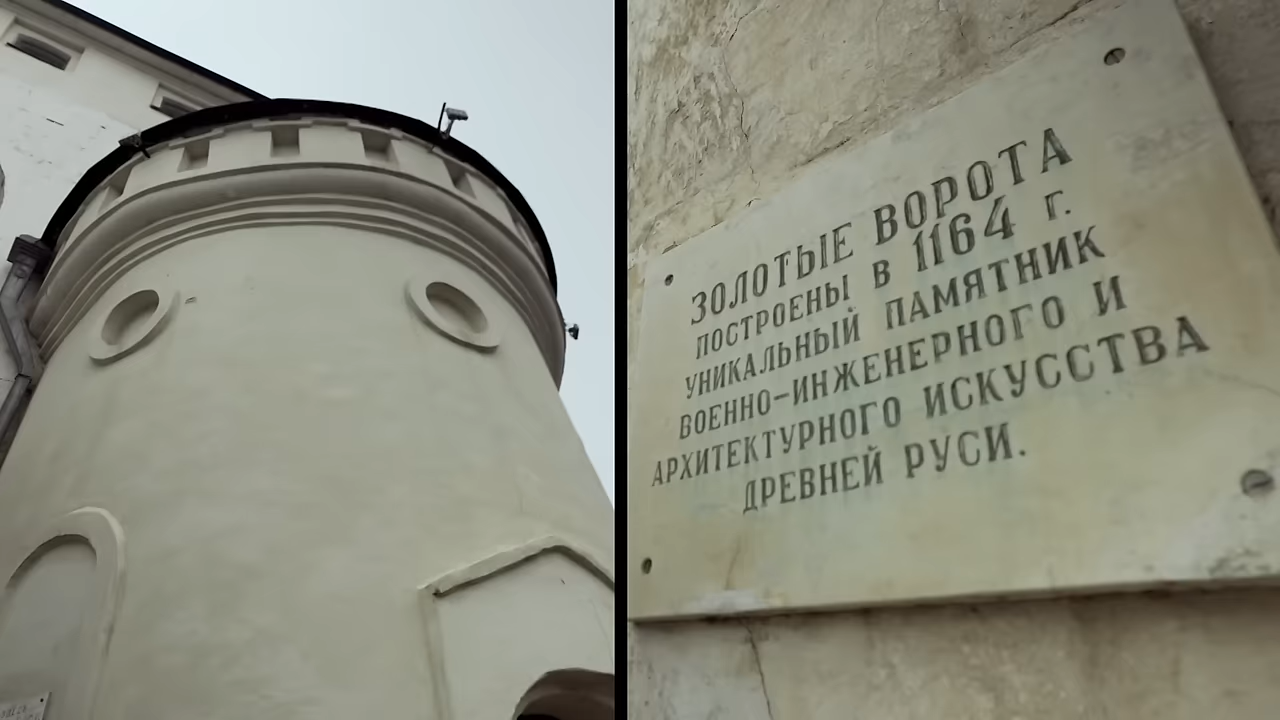 ЗОЛОТЫЕ ВОРОТА
ПОСТРОЕНЫ В 1164 г.
УНИКАЛЬНЫЙ ПАМЯТНИК
ВОЕННО-ИНЖЕНЕРНОГО И
АРХИТЕКТУРНОГО ИСКУССТВА
ДРЕВНЕЙ РУСИ.